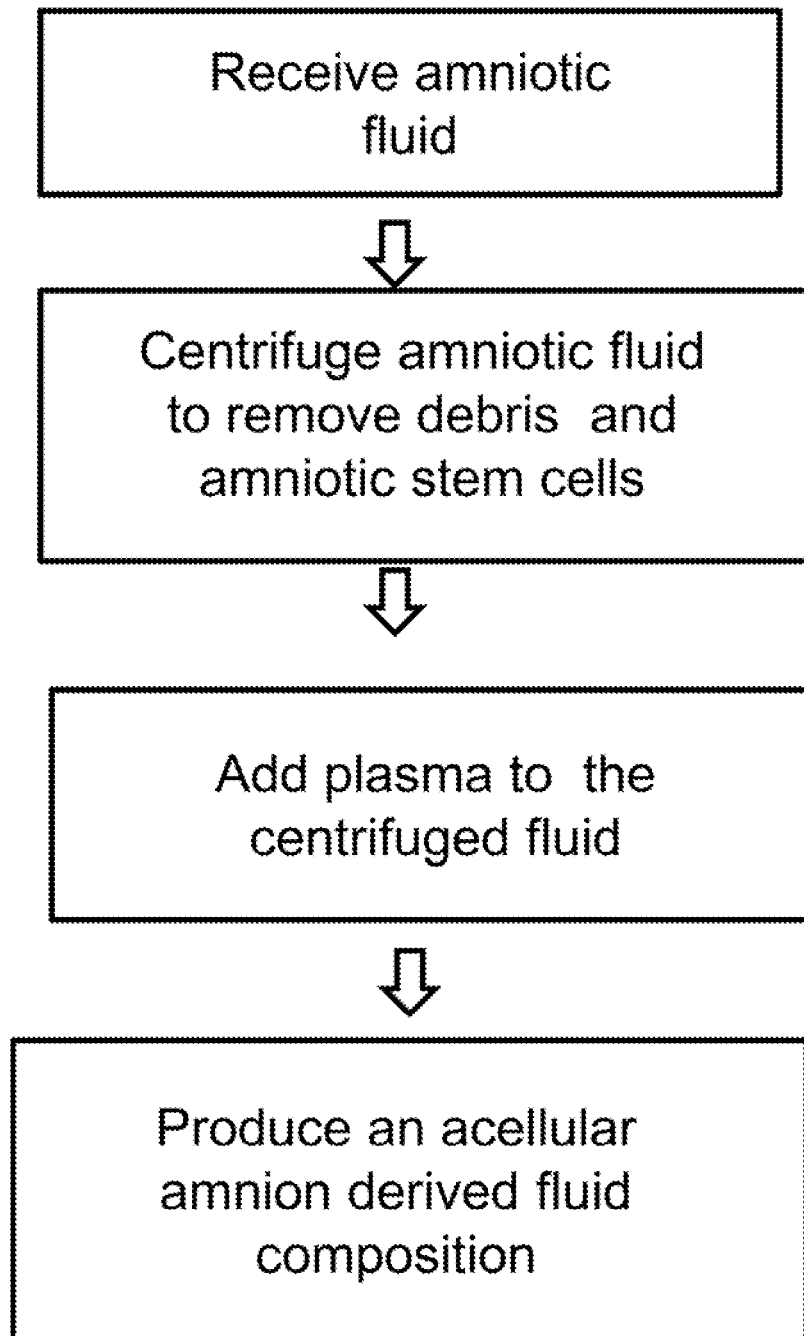 Receive amniotic
fluid
Centrifuge amniotic fluid
to remove debris and
amniotic stem cells
Add plasma to the
centrifuged fluid
Produce an acellular
amnion derived fluid
composition